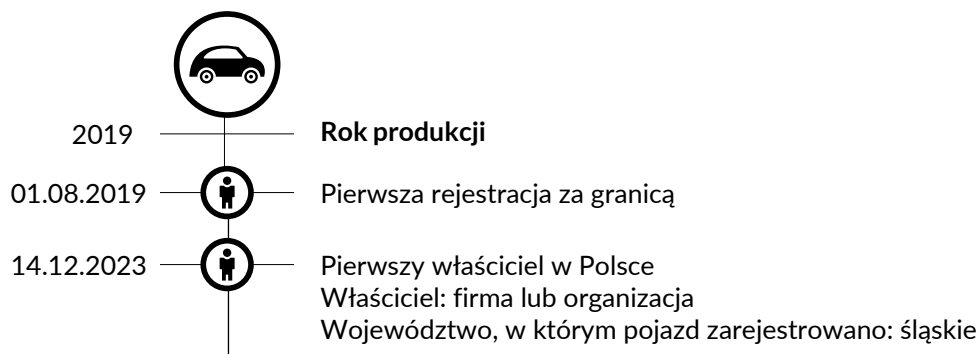 2019 Rok produkcji
01.08.2019 Pierwsza rejestracja za granicą
14.12.2023 Pierwszy właściciel w Polsce
Właściciel: firma lub organizacja
Województwo, w którym pojazd zarejestrowano: śląskie